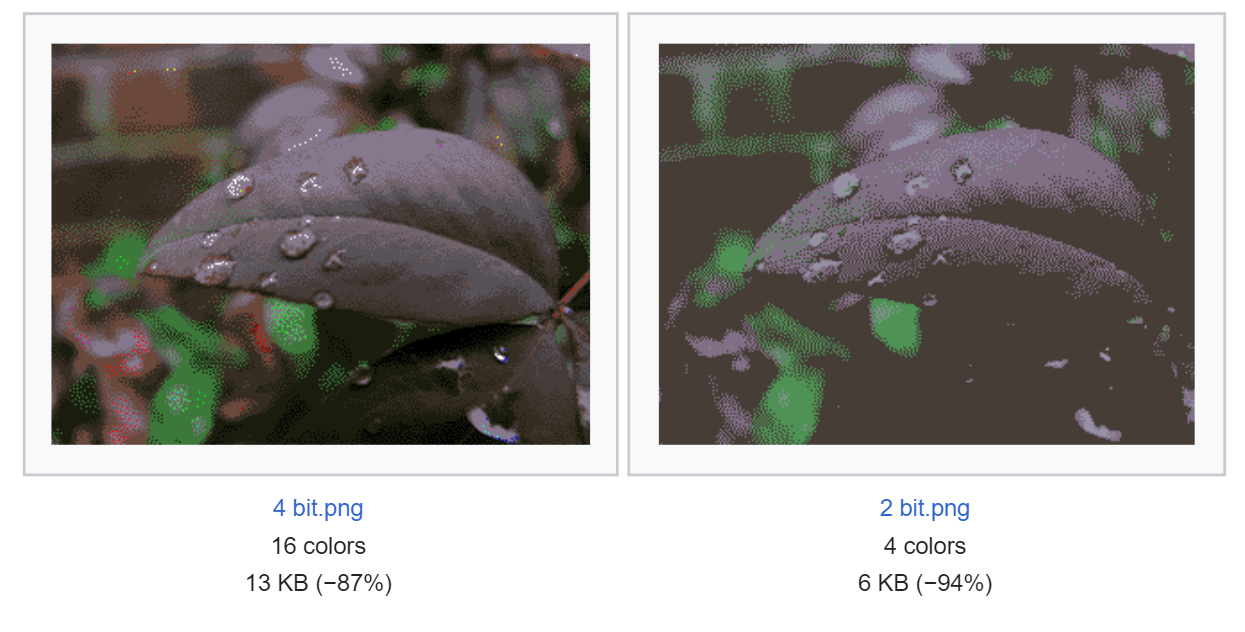 4 bit.png
16 colors
13 KB (−87%)
2 bit.png
4 colors
6 KB (−94%)